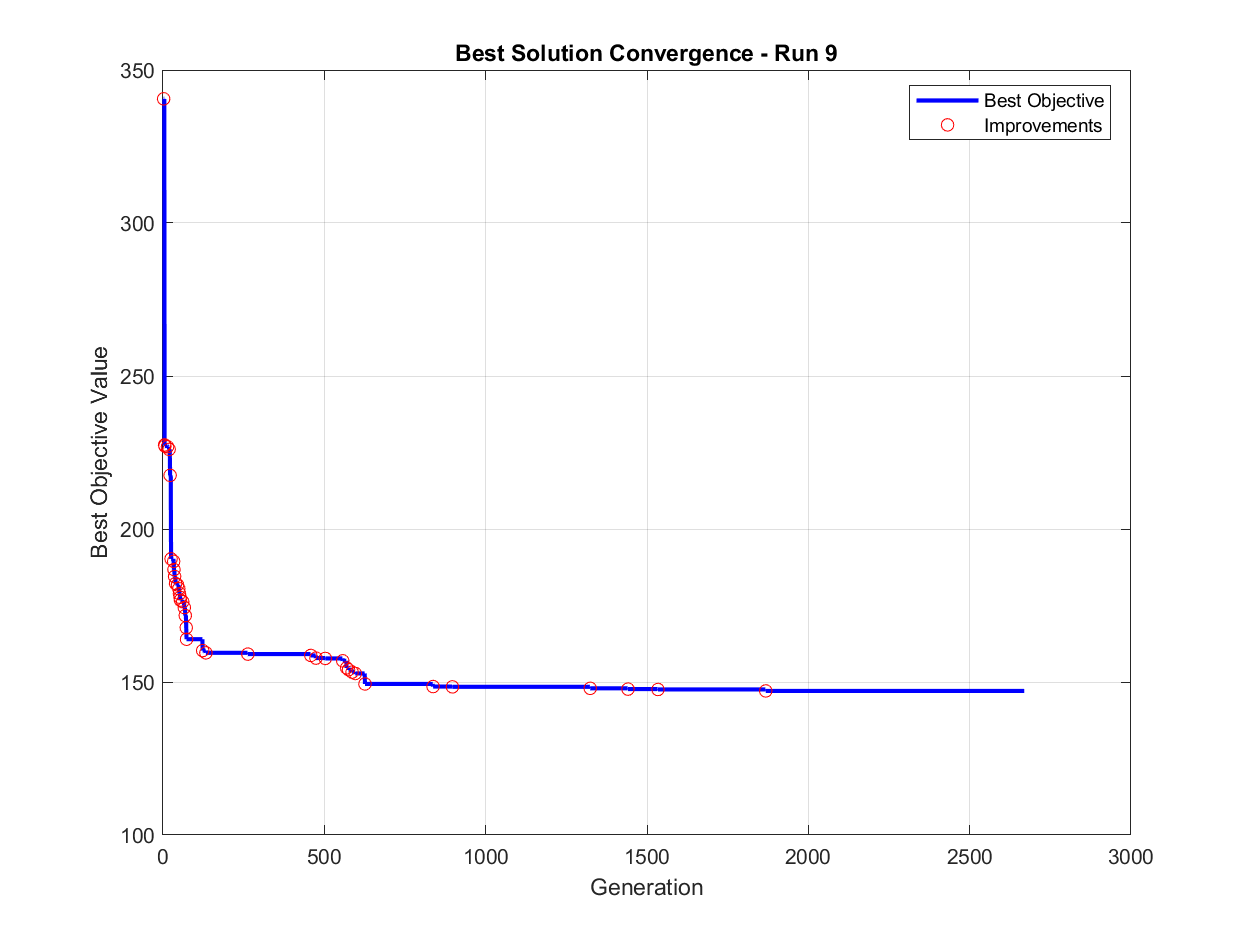 Best Solution Convergence - Run 9
350
300
250
200
150
100
Best Objective Value
Best Objective
Improvements
0
500
1000
1500
2000
2500
3000
Generation